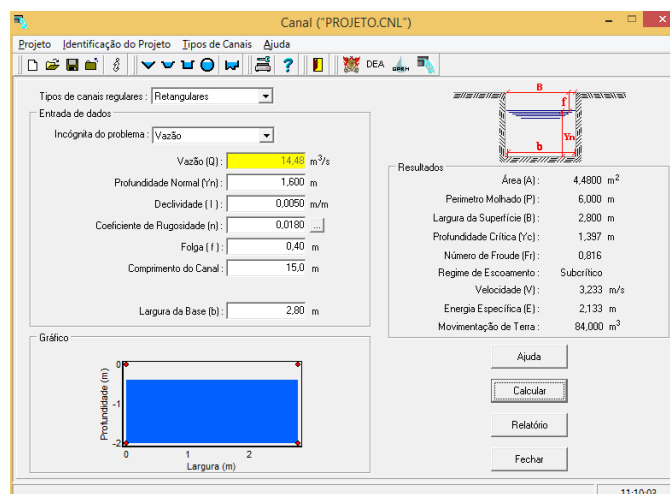 Canal ("PROJETO.CNL")
Projeto Identificação do Projeto Tipos de Canais Ajuda
? DEA GPRH
Tipos de canais regulares : Retangulares
Entrada de dados
Incógnita do problema : Vazão
Vazão (Q) : 14,48 m³/s
Profundidade Normal (Yn) : 1,600 m
Declividade ( I ) : 0,0050 m/m
Coeficiente de Rugosidade (n) : 0,0180 ...
Folga ( f ) : 0,40 m
Comprimento do Canal : 15,0 m
Largura da Base (b) : 2,80 m
B
f
Yn
b
Resultados
Área (A) : 4,4800 m²
Perimetro Molhado (P) : 6,000 m
Largura da Superfície (B) : 2,800 m
Profundidade Crítica (Yc) : 1,397 m
Número de Froude (Fr) : 0,816
Regime de Escoamento : Subcrítico
Velocidade (V) : 3,233 m/s
Energia Específica (E) : 2,133 m
Movimentação de Terra : 84,000 m³
Gráfico
Profundidade (m)
0
-1
-2
0 1 2
Largura (m)
Ajuda
Calcular
Relatório
Fechar
11:10:03